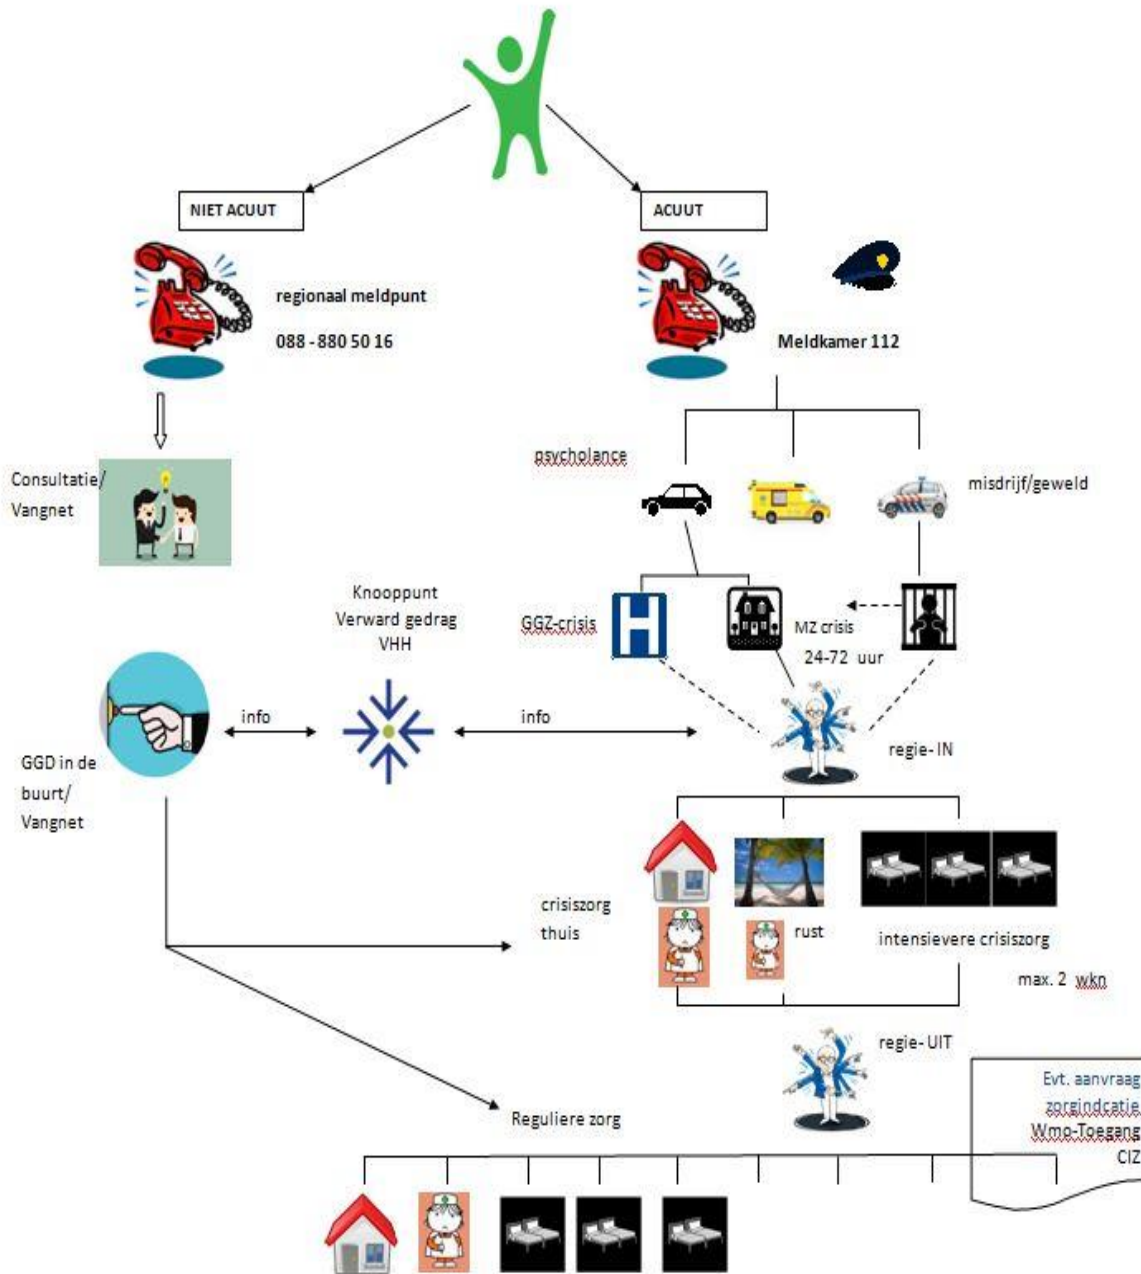 NIET ACUUT
ACUUT
regionaal meldpunt
088 - 880 50 16
Meldkamer 112
Consultatie/
Vangnet
psycholance
misdrijf/geweld
Knooppunt
Verward gedrag
VHH
GGZ-crisis
H
MZ crisis
24-72 uur
info
info
regie- IN
GGD in de
buurt/
Vangnet
crisiszorg
thuis
rust
intensievere crisiszorg
max. 2 wkn
regie- UIT
Evt. aanvraag
zorgindcatie
Wmo-Toegang
CIZ
Reguliere zorg